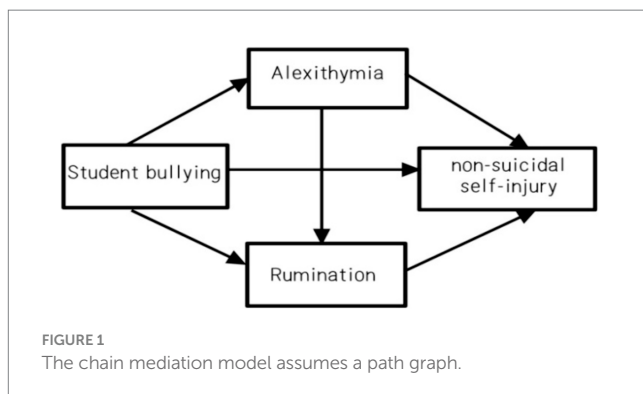 Alexithymia
Student bullying
non-suicidal
self-injury
Rumination
FIGURE 1
The chain mediation model assumes a path graph.